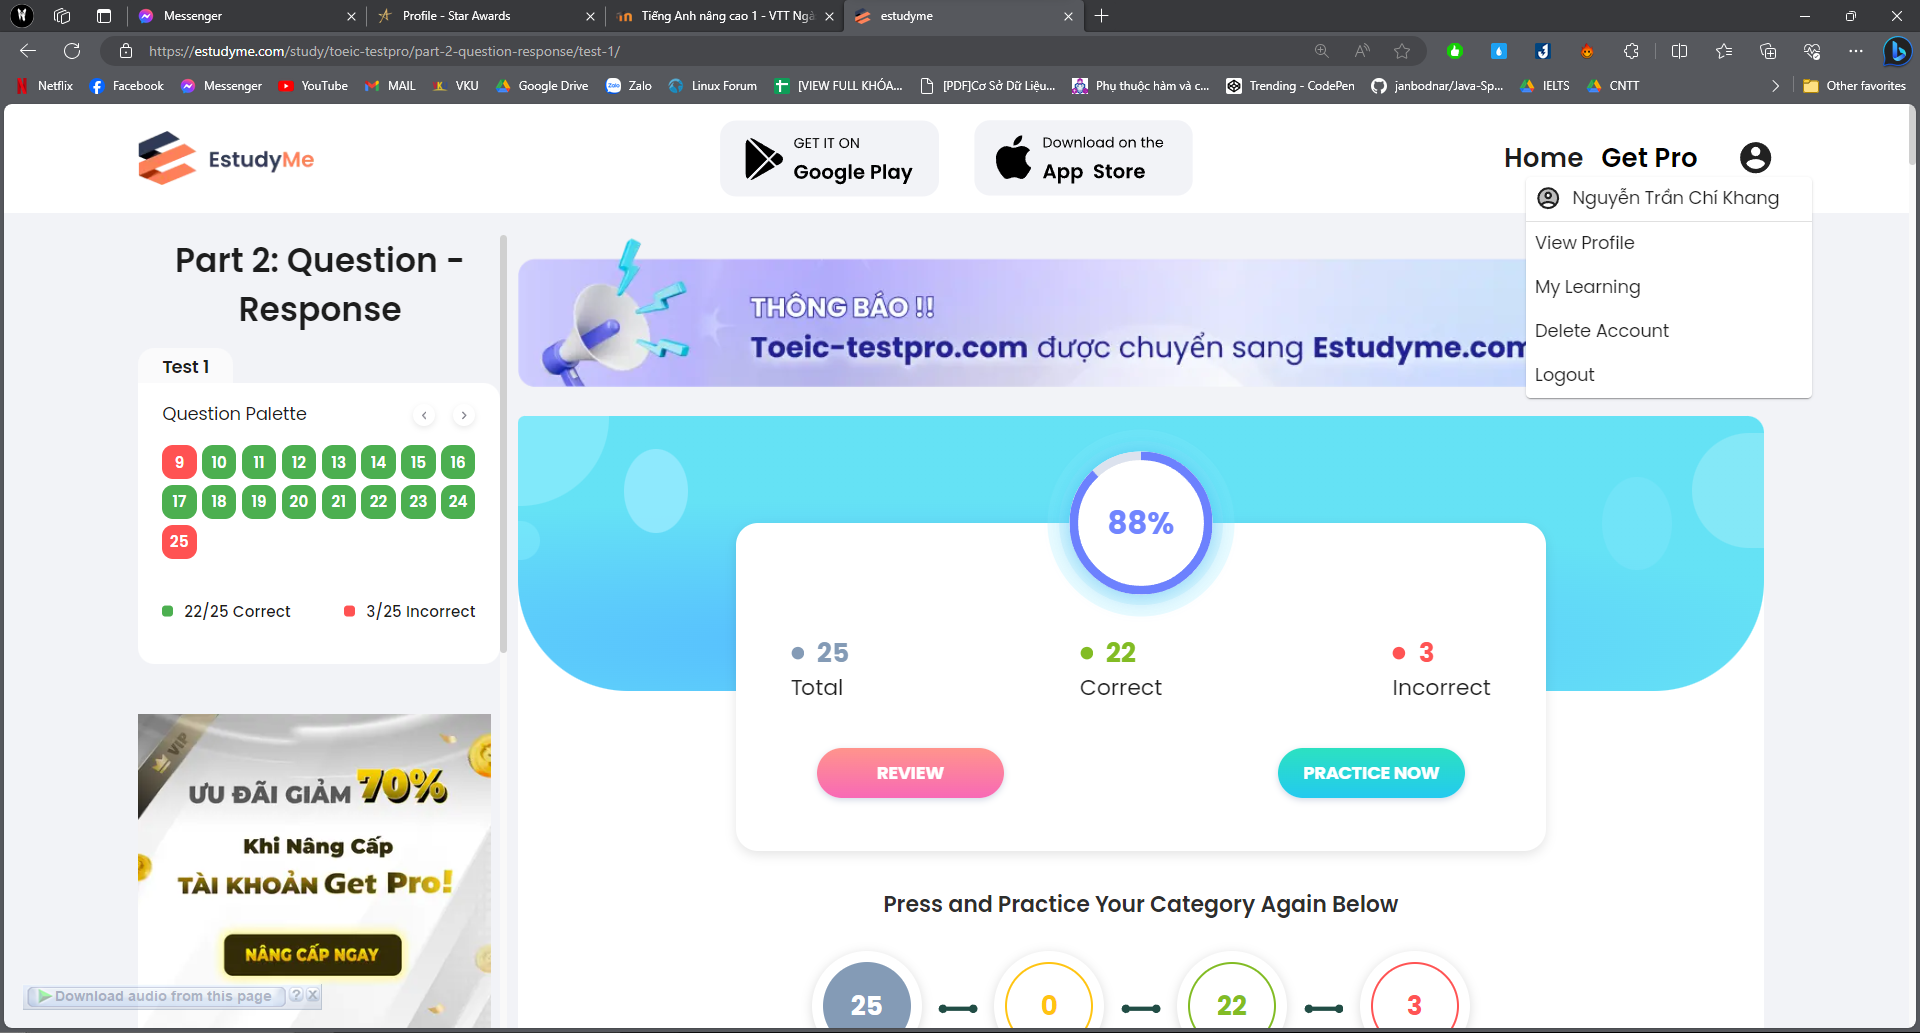 Messenger
Profile - Star Awards
Tiếng Anh nâng cao 1 - VTT Ngà
estudyme
https://estudyme.com/study/toeic-testpro/part-2-question-response/test-1/
Netflix
Facebook
Messenger
YouTube
MAIL
VKU
Google Drive
Zalo
Linux Forum
[VIEW FULL KHÓA...
[PDF]Cơ Sở Dữ Liệu...
Phụ thuộc hàm và c...
Trending - CodePen
janbodnar/Java-Sp...
IELTS
CNTT
Other favorites
EstudyMe
GET IT ON
Google Play
Download on the
App Store
Home
Get Pro
Nguyễn Trần Chí Khang
View Profile
My Learning
Delete Account
Logout
Part 2: Question -
Response
Test 1
Question Palette
9 10 11 12 13 14 15 16
17 18 19 20 21 22 23 24
25
22/25 Correct
3/25 Incorrect
THÔNG BÁO !!
Toeic-testpro.com được chuyển sang Estudyme.com
88%
25
Total
22
Correct
3
Incorrect
REVIEW
PRACTICE NOW
Press and Practice Your Category Again Below
25
0
22
3
VIP
ƯU ĐÃI GIẢM 70%
Khi Nâng Cấp
TÀI KHOẢN Get Pro!
NÂNG CẤP NGAY
Download audio from this page
? X